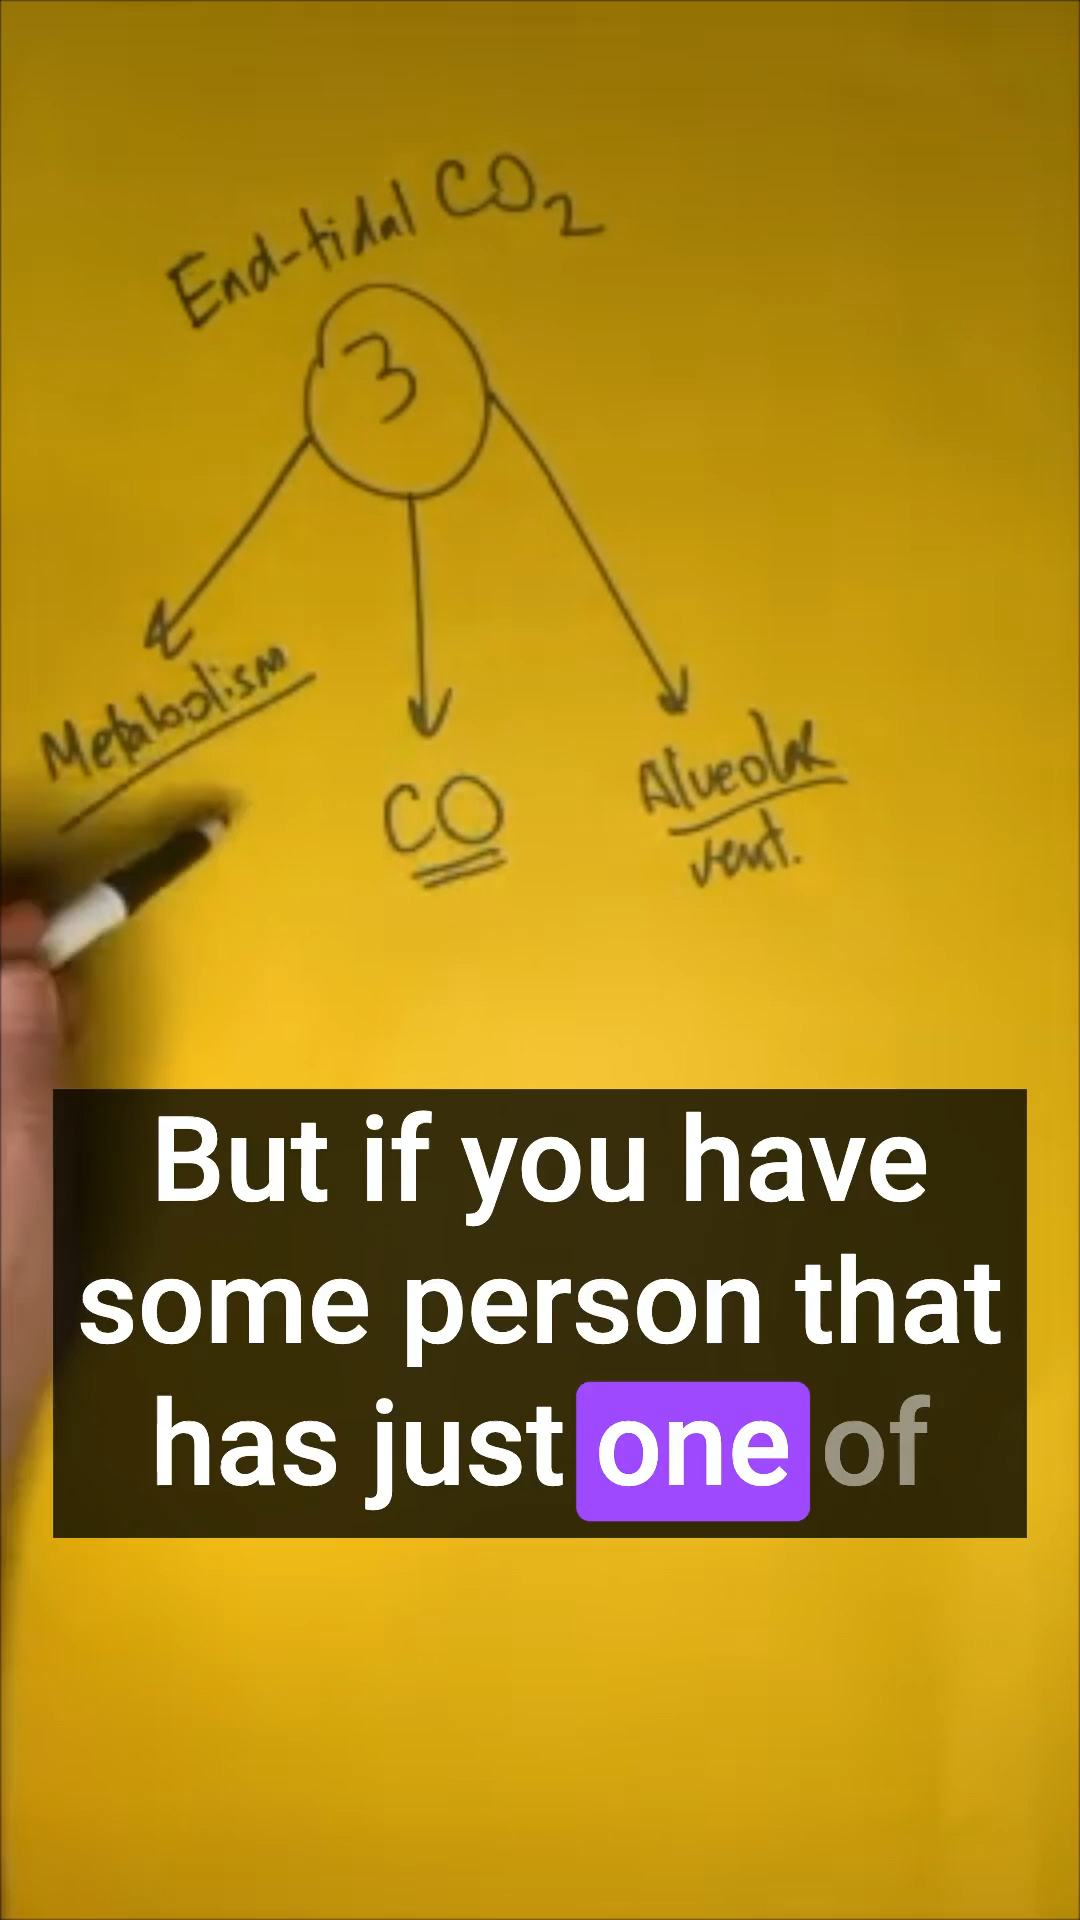 End-tidal CO2
3
Metabolism
CO
Alveolar
vent.
But if you have
some person that
has just one of